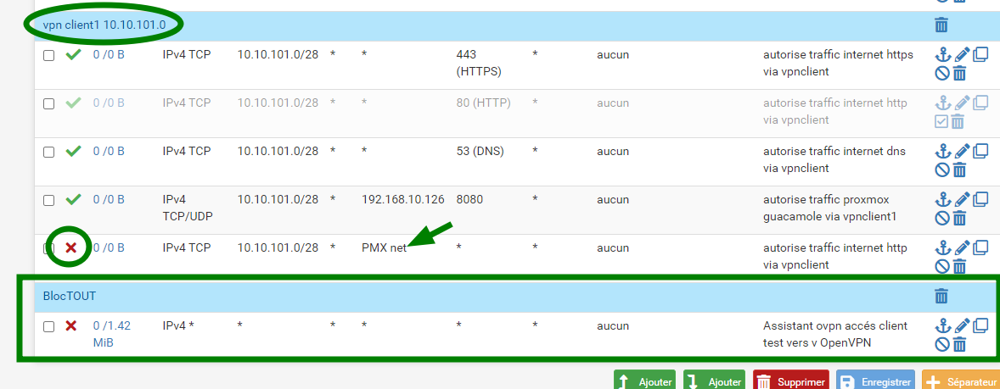 vpn client1 10.10.101.0
0 /0 B IPv4 TCP 10.10.101.0/28 * * 443 * aucun autorise traffic internet https
(HTTPS) via vpnclient
0 /0 B IPv4 TCP 10.10.101.0/28 * * 80 (HTTP) * aucun autorise traffic internet http
via vpnclient
0 /0 B IPv4 TCP 10.10.101.0/28 * * 53 (DNS) * aucun autorise traffic internet dns
via vpnclient
0 /0 B IPv4 10.10.101.0/28 * 192.168.10.126 8080 * aucun autorise traffic proxmox
TCP/UDP guacamole via vpnclient1
0 /0 B IPv4 TCP 10.10.101.0/28 * PMX net * * aucun autorise traffic internet http
via vpnclient
BlocTOUT
0 /1.42 IPv4 * * * * * * aucun Assistant ovpn accés client
MiB test vers v OpenVPN
Ajouter Ajouter Supprimer Enregistrer Séparateur